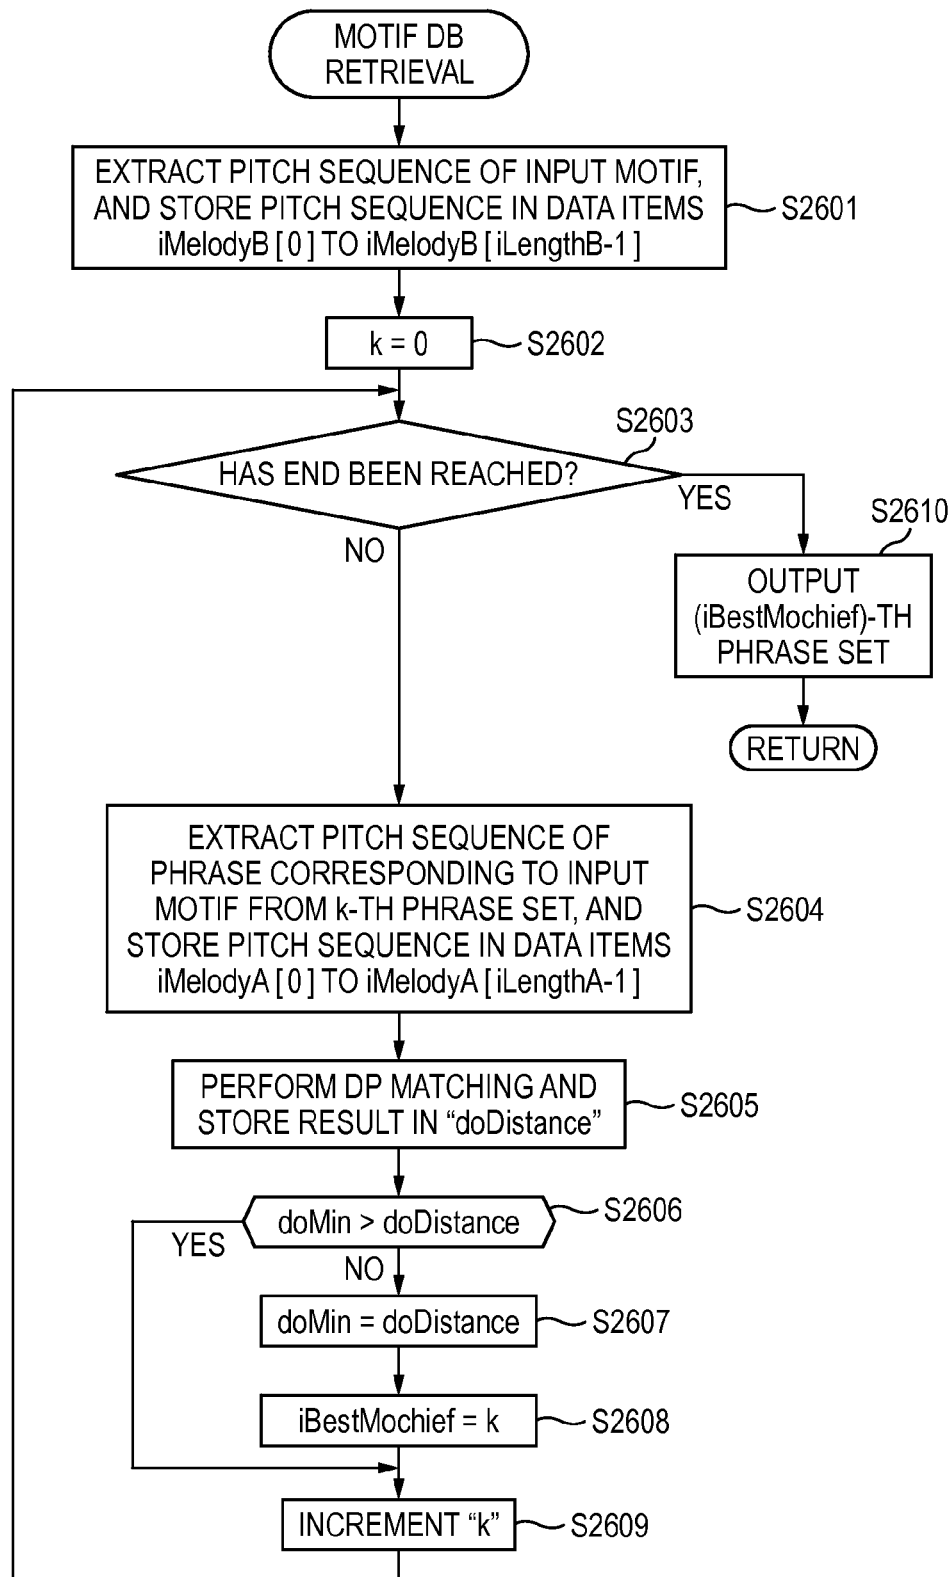 MOTIF DB
RETRIEVAL
EXTRACT PITCH SEQUENCE OF INPUT MOTIF,
AND STORE PITCH SEQUENCE IN DATA ITEMS
iMelodyB [ 0 ] TO iMelodyB [ iLengthB-1 ]
S2601
k = 0
S2602
S2603
HAS END BEEN REACHED?
YES
NO
S2610
OUTPUT
(iBestMochief)-TH
PHRASE SET
RETURN
EXTRACT PITCH SEQUENCE OF
PHRASE CORRESPONDING TO INPUT
MOTIF FROM k-TH PHRASE SET, AND
STORE PITCH SEQUENCE IN DATA ITEMS
iMelodyA [ 0 ] TO iMelodyA [ iLengthA-1 ]
S2604
PERFORM DP MATCHING AND
STORE RESULT IN “doDistance”
S2605
doMin > doDistance
S2606
YES
NO
doMin = doDistance
S2607
iBestMochief = k
S2608
INCREMENT “k”
S2609